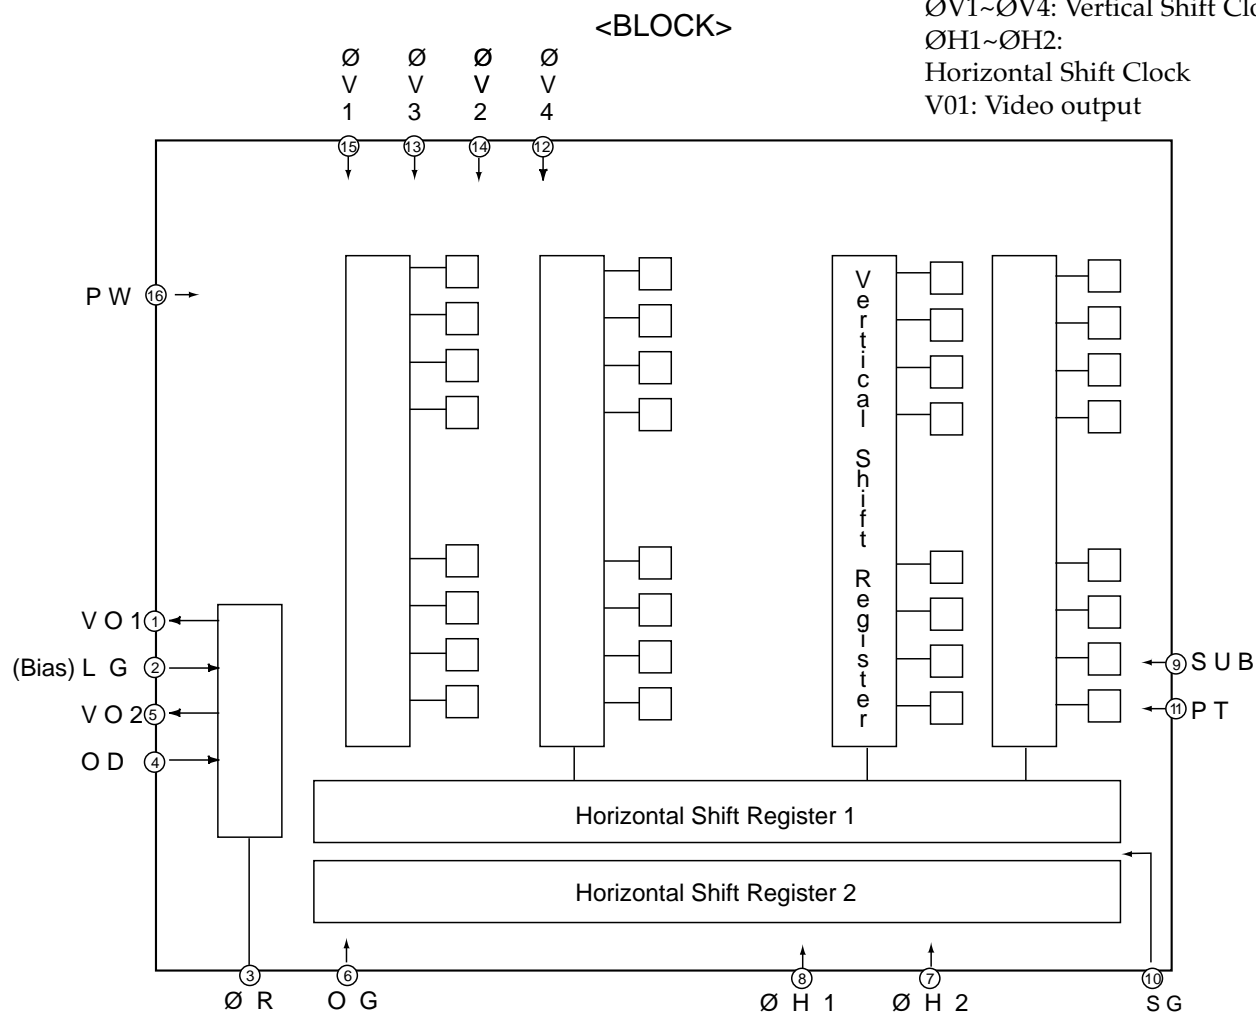 ØV1~ØV4: Vertical Shift Clo
<BLOCK>
ØH1~ØH2:
Horizontal Shift Clock
V01: Video output
Ø V 1
Ø V 3
Ø V 2
Ø V 4
15
13
14
12
P W 16
Vertical Shift Register
V O 1 1
(Bias) L G 2
V O 2 5
O D 4
9 S U B
11 P T
Horizontal Shift Register 1
Horizontal Shift Register 2
3
6
8
7
10
Ø R
O G
Ø H 1
Ø H 2
S G